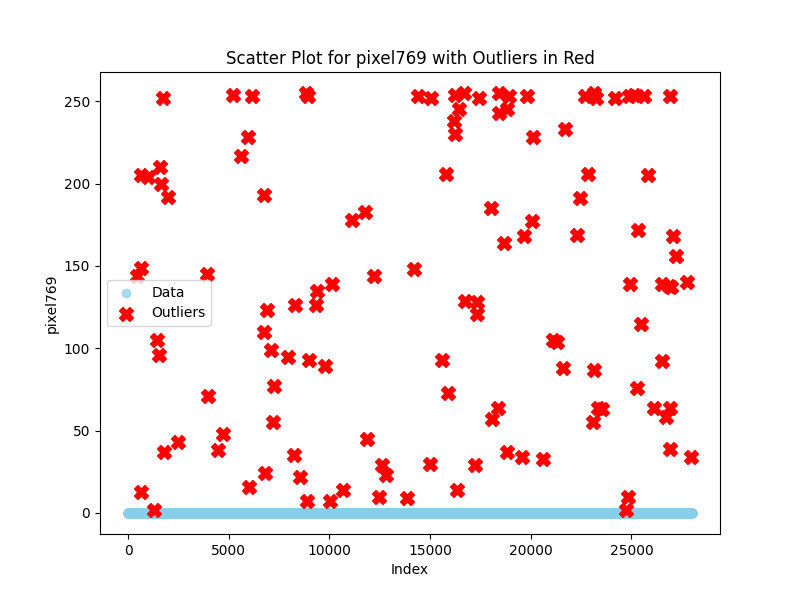 Scatter Plot for pixel769 with Outliers in Red
250
200
150
100
50
0
pixel769
Data
Outliers
0 5000 10000 15000 20000 25000
Index